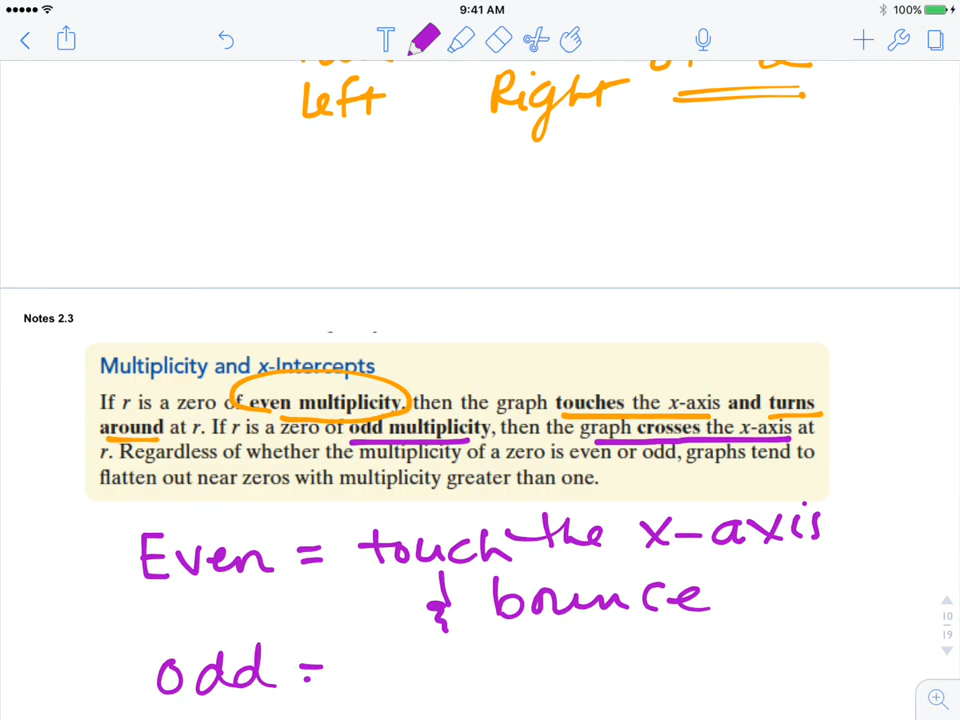 9:41 AM
100%
T
left Right
Notes 2.3
Multiplicity and x-Intercepts
If r is a zero of even multiplicity, then the graph touches the x-axis and turns
around at r. If r is a zero of odd multiplicity, then the graph crosses the x-axis at
r. Regardless of whether the multiplicity of a zero is even or odd, graphs tend to
flatten out near zeros with multiplicity greater than one.
Even = touch the x-axis
& bounce
odd =
10
19